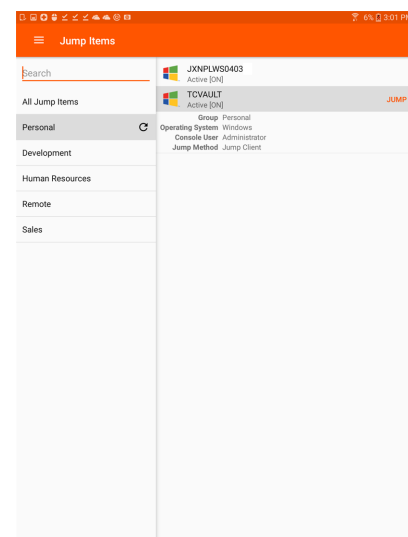 6% 3:01 PM
Jump Items
Search
All Jump Items
Personal
Development
Human Resources
Remote
Sales
JXNPLWS0403
Active [ON]
TCVAULT
Active [ON]
JUMP
Group Personal
Operating System Windows
Console User Administrator
Jump Method Jump Client